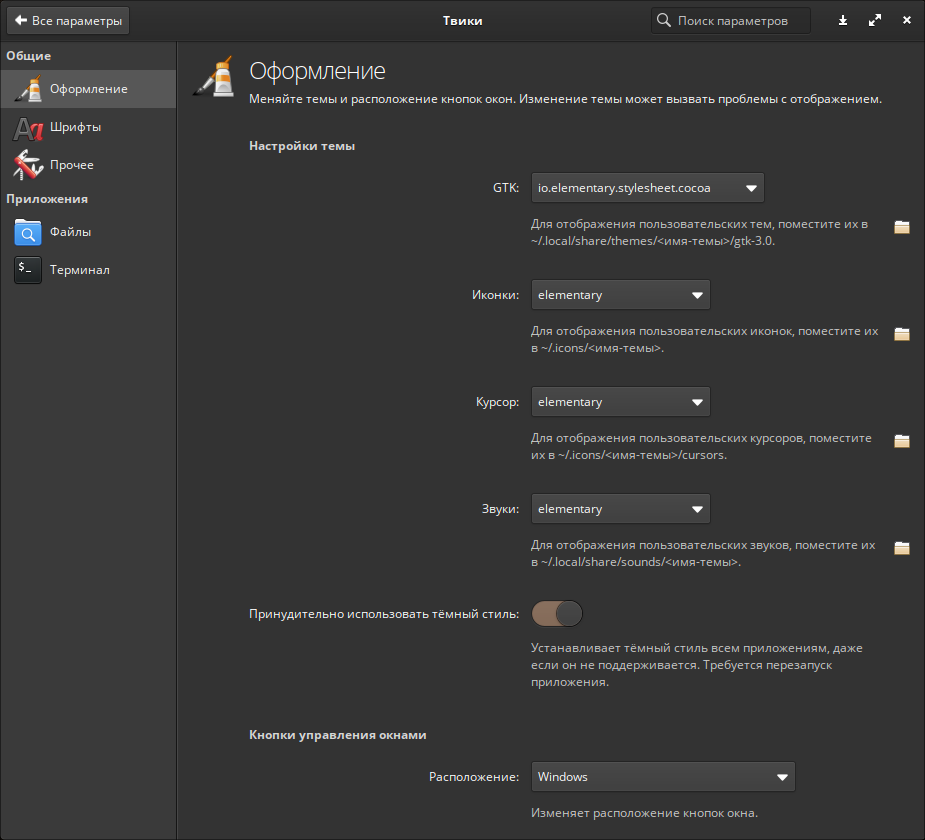 Все параметры
Твики
Поиск параметров
Общие
Оформление
Шрифты
Прочее
Приложения
Файлы
>_
Терминал
Оформление
Меняйте темы и расположение кнопок окон. Изменение темы может вызвать проблемы с отображением.
Настройки темы
GTK:
io.elementary.stylesheet.cocoa
Для отображения пользовательских тем, поместите их в
~/.local/share/themes/<имя-темы>/gtk-3.0.
Иконки:
elementary
Для отображения пользовательских иконок, поместите их
в ~/.icons/<имя-темы>.
Курсор:
elementary
Для отображения пользовательских курсоров, поместите
их в ~/.icons/<имя-темы>/cursors.
Звуки:
elementary
Для отображения пользовательских звуков, поместите их
в ~/.local/share/sounds/<имя-темы>.
Принудительно использовать тёмный стиль:
Устанавливает тёмный стиль всем приложениям, даже
если он не поддерживается. Требуется перезапуск
приложения.
Кнопки управления окнами
Расположение:
Windows
Изменяет расположение кнопок окна.